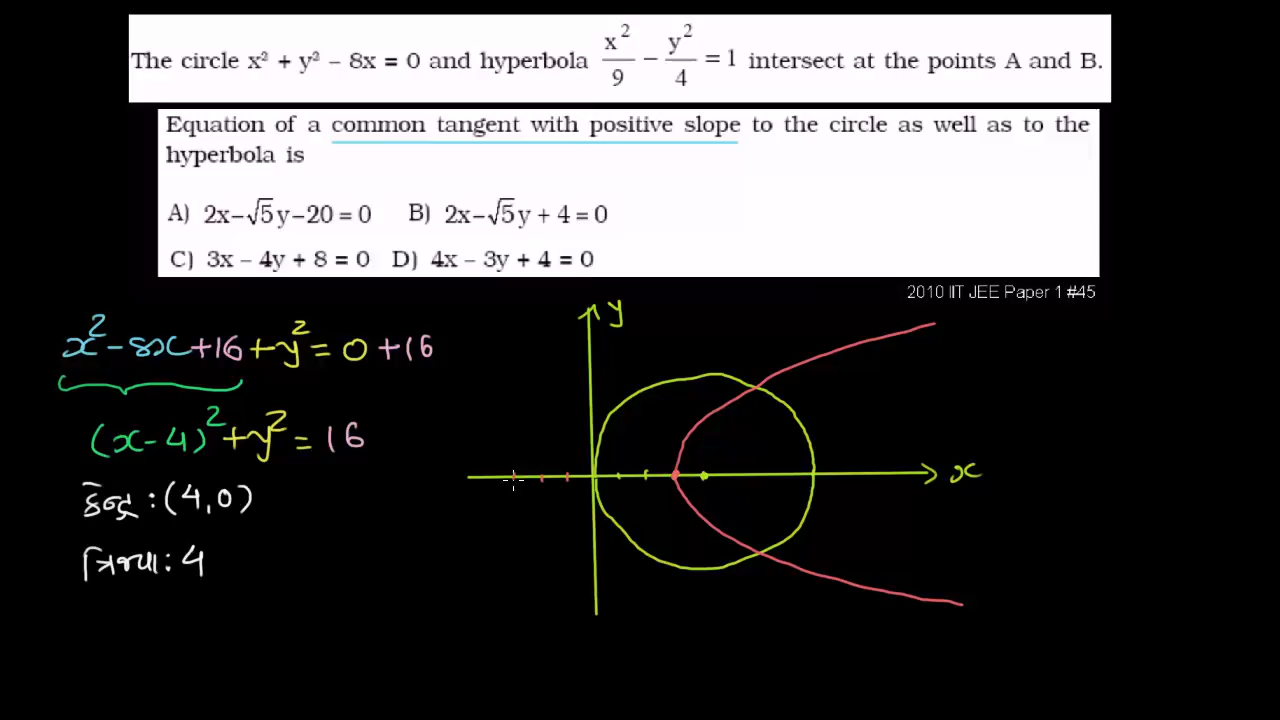 The circle x² + y² – 8x = 0 and hyperbola x²/9 − y²/4 = 1 intersect at the points A and B.
Equation of a common tangent with positive slope to the circle as well as to the
hyperbola is
A) 2x−√5y−20 = 0 B) 2x−√5y + 4 = 0
C) 3x − 4y + 8 = 0 D) 4x − 3y + 4 = 0
2010 IIT JEE Paper 1 #45
y
x² − 8x + 16 + y² = 0 + 16
(x − 4)² + y² = 16
x
કેન્દ્ર : (4, 0)
ત્રિજ્યા : 4